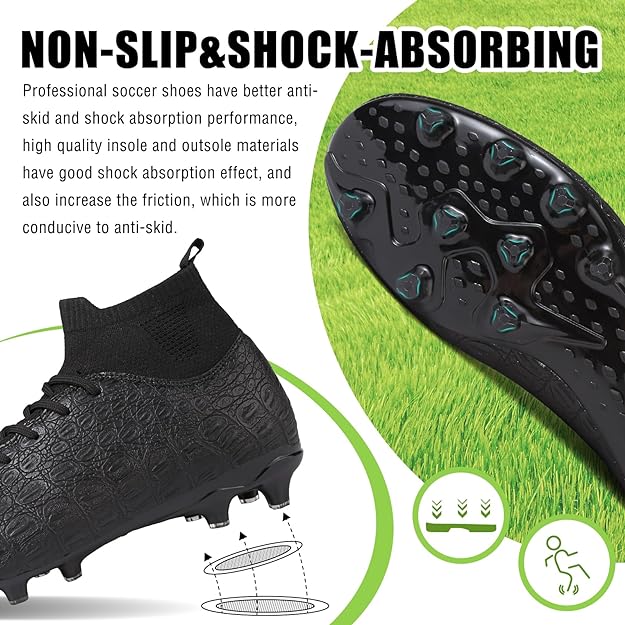 NON-SLIP&SHOCK-ABSORBING
Professional soccer shoes have better anti-
skid and shock absorption performance,
high quality insole and outsole materials
have good shock absorption effect, and
also increase the friction, which is more
conducive to anti-skid.